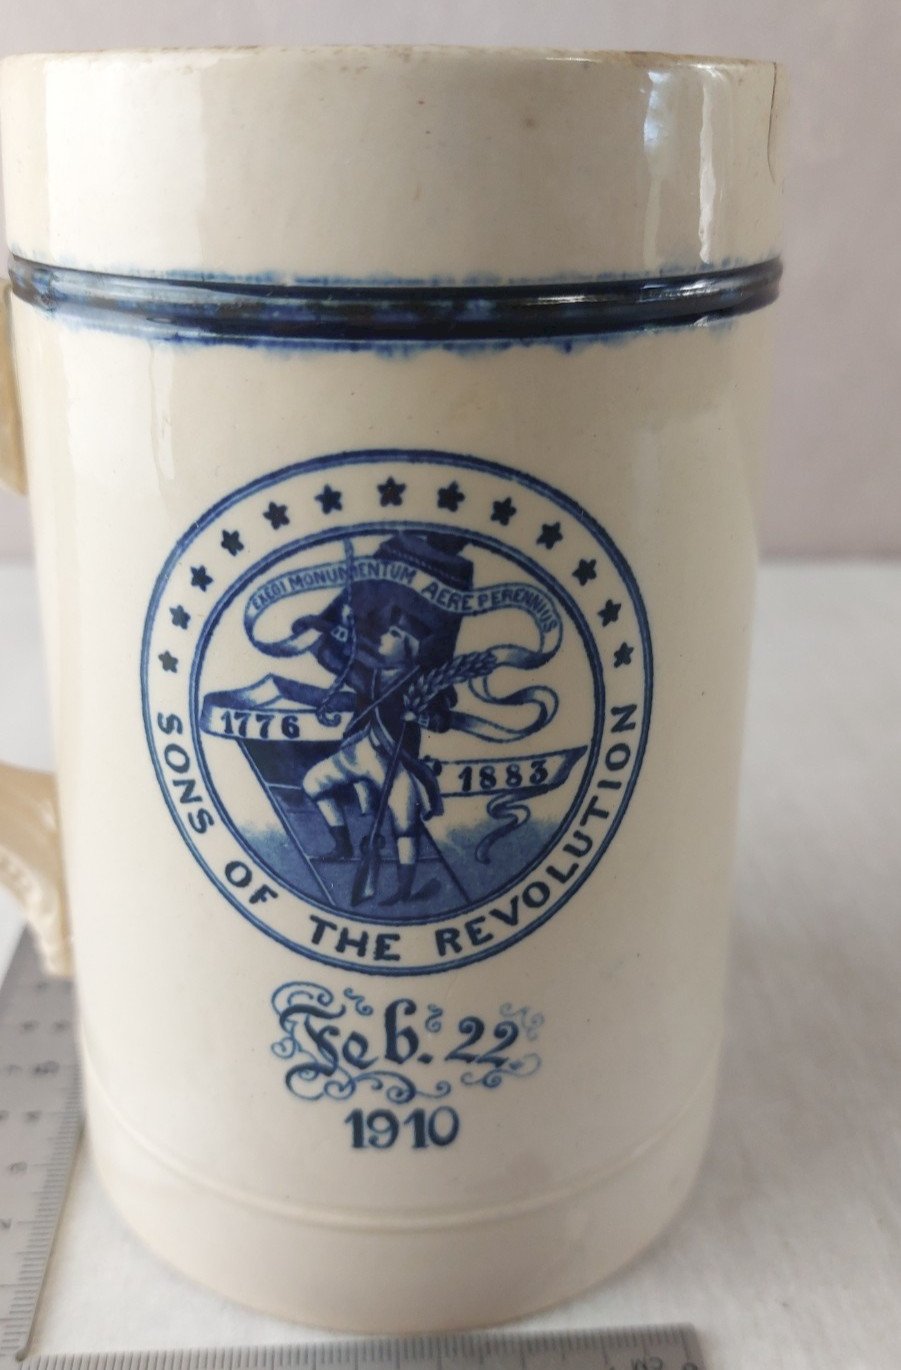 EXEGI MONUMENTUM AERE PERENNIUS
1776
1883
SONS OF THE REVOLUTION
Feb. 22
1910